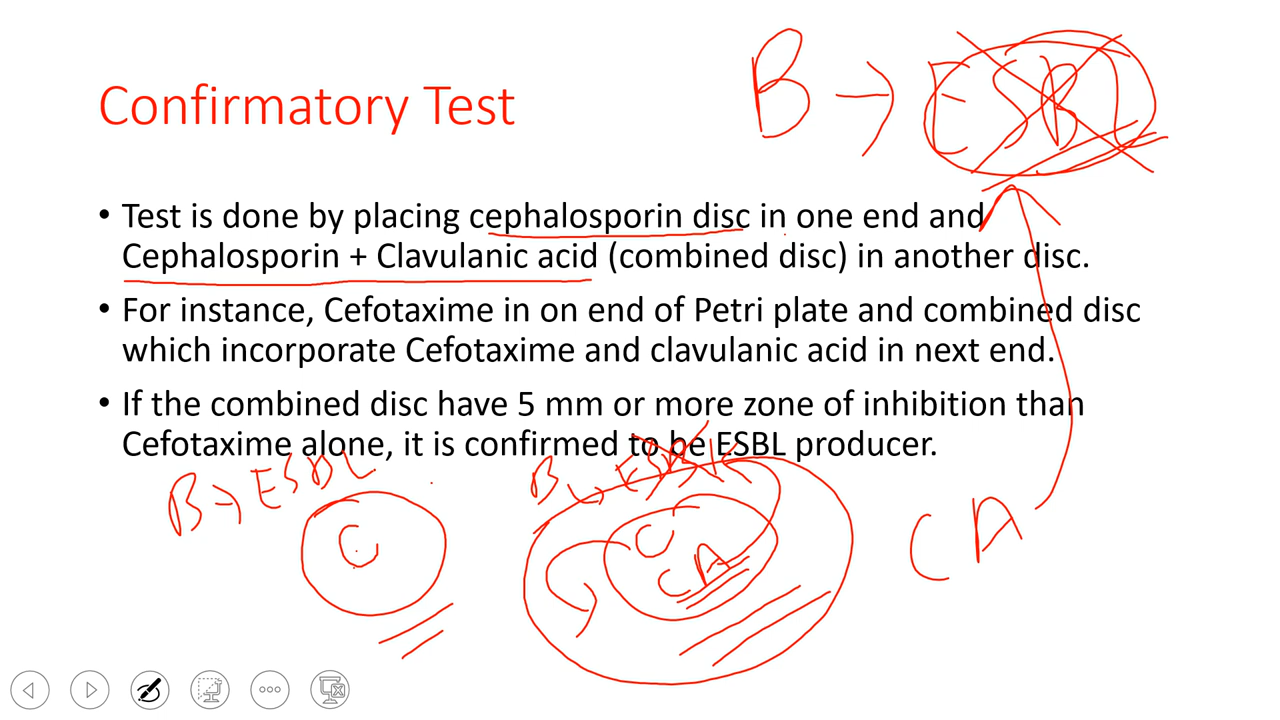 B → ESBL
Confirmatory Test
• Test is done by placing cephalosporin disc in one end and
Cephalosporin + Clavulanic acid (combined disc) in another disc.
• For instance, Cefotaxime in on end of Petri plate and combined disc
which incorporate Cefotaxime and clavulanic acid in next end.
• If the combined disc have 5 mm or more zone of inhibition than
Cefotaxime alone, it is confirmed to be ESBL producer.
B → ESBL
B
C
C
CA
CA